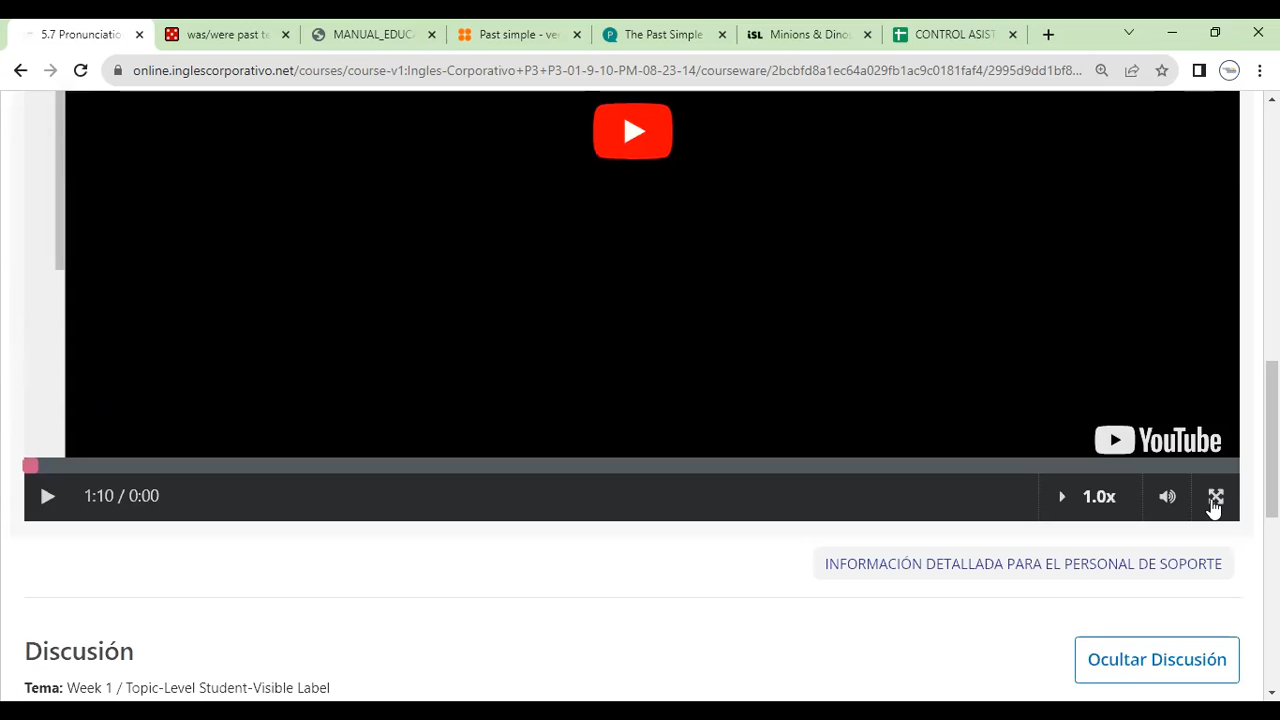 5.7 Pronunciatio
was/were past te
MANUAL_EDUC
Past simple - ve
The Past Simple
iSL Minions & Dino
CONTROL ASIST
online.inglescorporativo.net/courses/course-v1:Ingles-Corporativo+P3+P3-01-9-10-PM-08-23-14/courseware/2bcbfd8a1ec64a029fb1ac9c0181faf4/2995d9dd1bf8...
YouTube
1:10 / 0:00
1.0x
INFORMACIÓN DETALLADA PARA EL PERSONAL DE SOPORTE
Discusión
Ocultar Discusión
Tema: Week 1 / Topic-Level Student-Visible Label